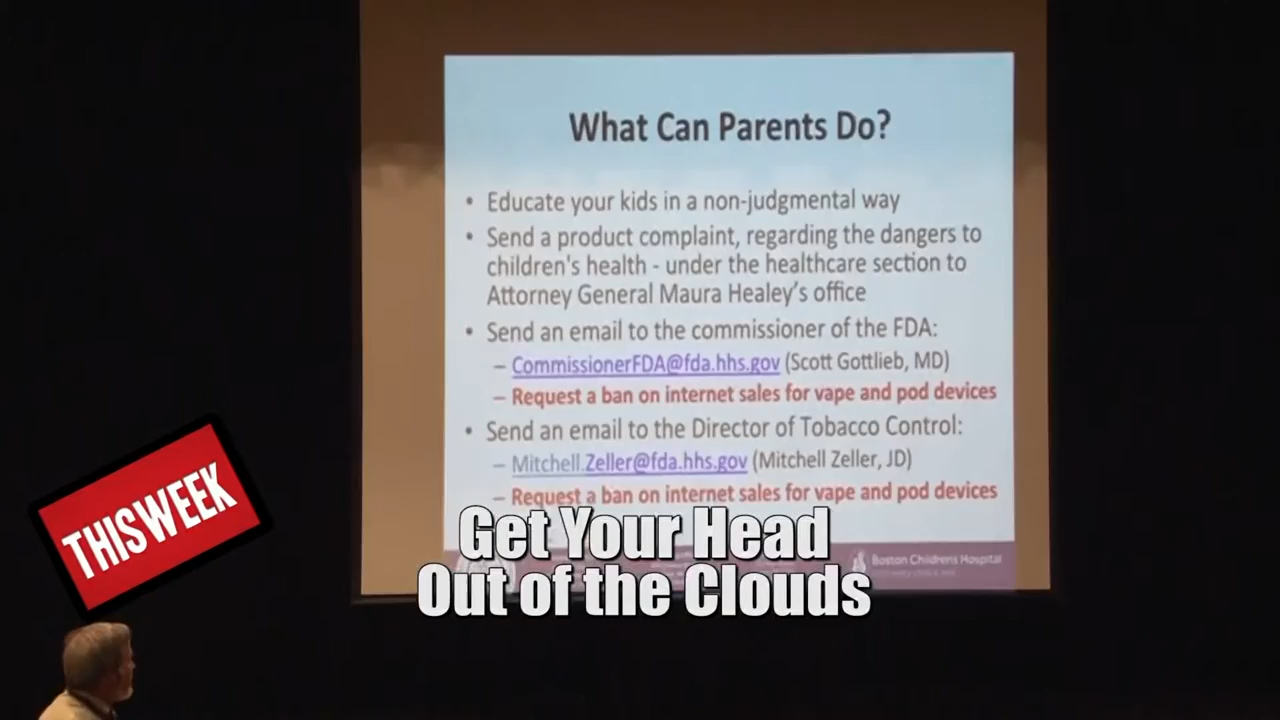 What Can Parents Do?
• Educate your kids in a non-judgmental way
• Send a product complaint, regarding the dangers to
children's health - under the healthcare section to
Attorney General Maura Healey's office
• Send an email to the commissioner of the FDA:
– CommissionerFDA@fda.hhs.gov (Scott Gottlieb, MD)
– Request a ban on internet sales for vape and pod devices
• Send an email to the Director of Tobacco Control:
– Mitchell.Zeller@fda.hhs.gov (Mitchell Zeller, JD)
– Request a ban on internet sales for vape and pod devices
THIS WEEK
Get Your Head
Out of the Clouds
Boston Childrens Hospital